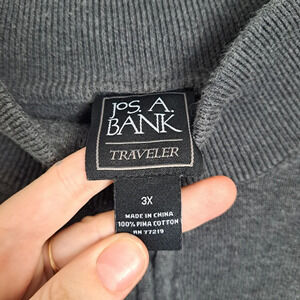 JOS. A.
BANK
TRAVELER
3X
MADE IN CHINA
100% PIMA COTTON
RN 77219